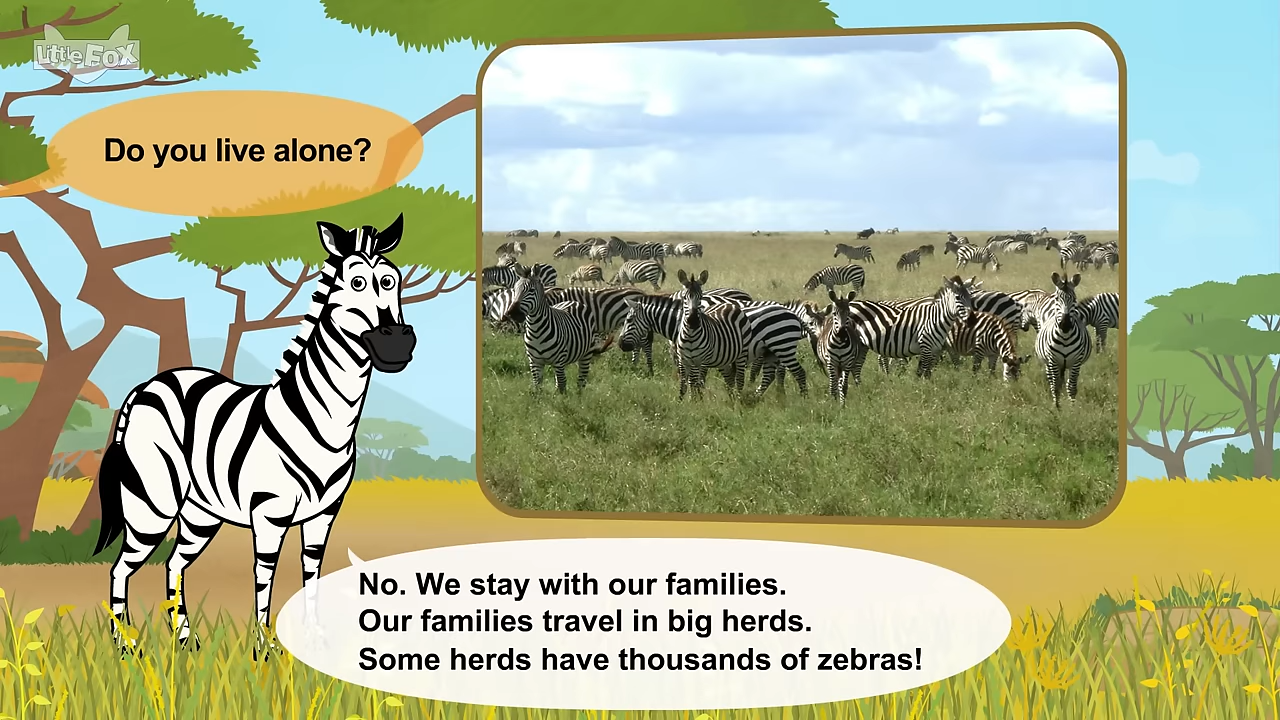 Little Fox
Do you live alone?
No. We stay with our families.
Our families travel in big herds.
Some herds have thousands of zebras!